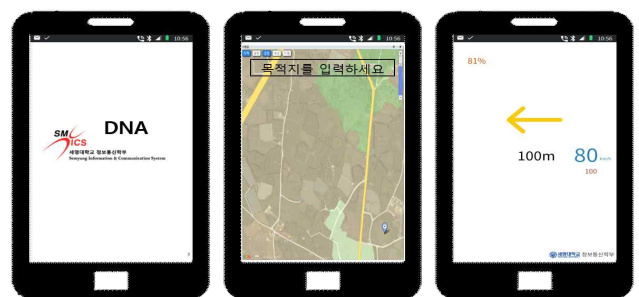 10:56
SM
ICS
DNA
세명대학교 정보통신학부
Semyung Information & Communication System
10:56
목적지를 입력하세요
10:56
81%
100m
80 km/h
100
세명대학교 정보통신학부